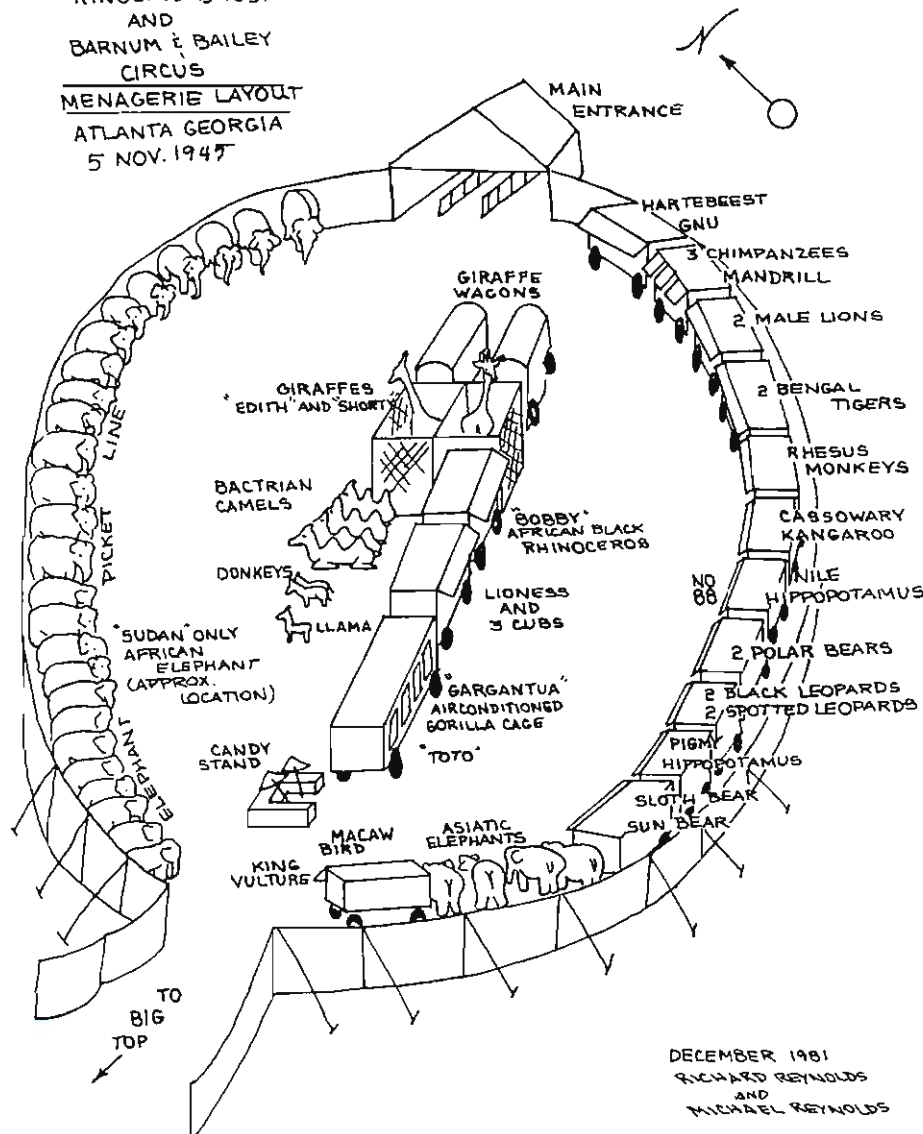 AND
BARNUM & BAILEY
CIRCUS
MENAGERIE LAYOUT
ATLANTA GEORGIA
5 NOV. 1945
N
MAIN
ENTRANCE
HARTEBEEST
GNU
3 CHIMPANZEES
MANDRILL
2 MALE LIONS
2 BENGAL
TIGERS
RHESUS
MONKEYS
CASSOWARY
KANGAROO
NO
88
NILE
HIPPOPOTAMUS
2 POLAR BEARS
2 BLACK LEOPARDS
2 SPOTTED LEOPARDS
PIGMY
HIPPOPOTAMUS
SLOTH BEAR
SUN BEAR
GIRAFFE
WAGONS
GIRAFFES
"EDITH" AND "SHORTY"
BACTRIAN
CAMELS
"BOBBY"
AFRICAN BLACK
RHINOCEROS
DONKEYS
LLAMA
LIONESS
AND
3 CUBS
"SUDAN" ONLY
AFRICAN
ELEPHANT
(APPROX.
LOCATION)
"GARGANTUA"
AIRCONDITIONED
GORILLA CAGE
"TOTO"
CANDY
STAND
ELEPHANT PICKET LINE
MACAW
BIRD
KING
VULTURE
ASIATIC
ELEPHANTS
TO
BIG
TOP
DECEMBER 1981
RICHARD REYNOLDS
AND
MICHAEL REYNOLDS